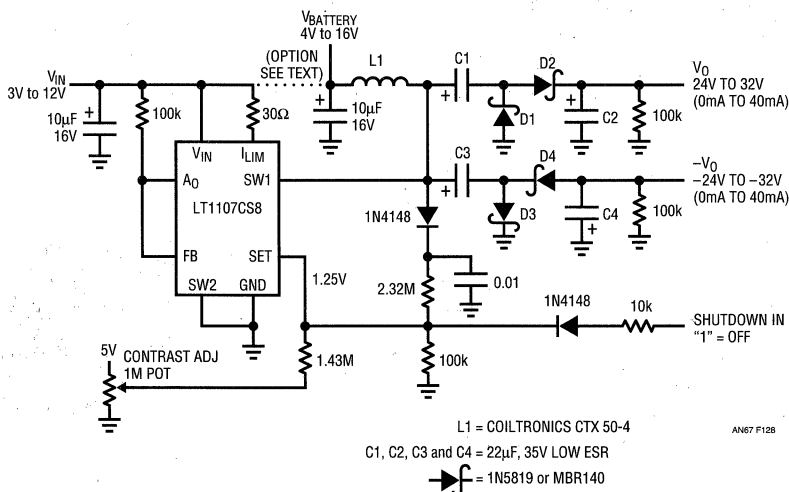 VBATTERY
4V to 16V
(OPTION
SEE TEXT)
L1
C1
D2
VO
24V TO 32V
(0mA TO 40mA)
VIN
3V to 12V
+
10µF
16V
100k
30Ω
+
10µF
16V
+
D1
+
C2
100k
VIN
ILIM
AO
SW1
LT1107CS8
FB
SET
SW2
GND
C3
D4
–VO
–24V TO –32V
(0mA TO 40mA)
+
D3
C4
+
100k
1N4148
1.25V
2.32M
0.01
1N4148
10k
SHUTDOWN IN
"1" = OFF
5V
CONTRAST ADJ
1M POT
1.43M
100k
L1 = COILTRONICS CTX 50-4
AN67 F128
C1, C2, C3 and C4 = 22µF, 35V LOW ESR
= 1N5819 or MBR140